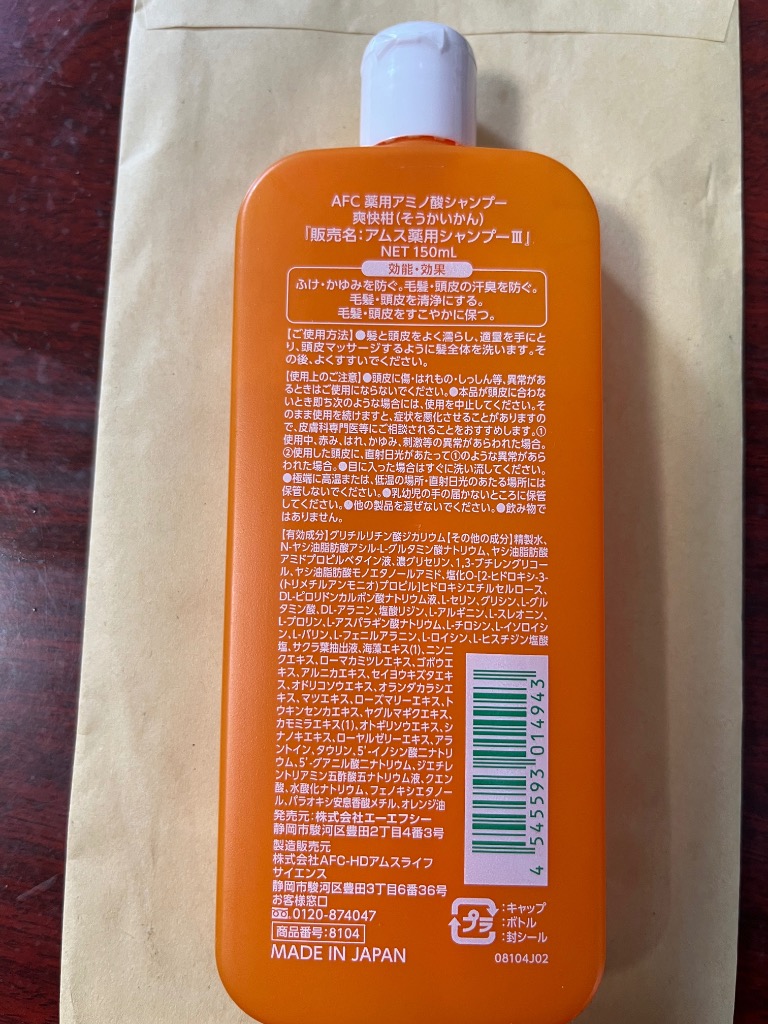 AFC 薬用アミノ酸シャンプー
爽快柑(そうかいかん)
「販売名:アムス薬用シャンプーⅢ」
NET 150mL
効能・効果
ふけ・かゆみを防ぐ。毛髪・頭皮の汗臭を防ぐ。
毛髪・頭皮を清浄にする。
毛髪・頭皮をすこやかに保つ。
【ご使用方法】●髪と頭皮をよく濡らし、適量を手にと
り、頭皮マッサージするように髪全体を洗います。そ
の後、よくすすいでください。
【使用上のご注意】●頭皮に傷・はれもの・しっしん等、異常があ
るときはご使用にならないでください。●本品が頭皮に合わな
いとき即ち次のような場合には、使用を中止してください。そ
のまま使用を続けますと、症状を悪化させることがありますの
で、皮膚科専門医等にご相談されることをおすすめします。①
使用中、赤み、はれ、かゆみ、刺激等の異常があらわれた場合。
②使用した頭皮に、直射日光があたって①のような異常があら
われた場合。●目に入った場合はすぐに洗い流してください。
●極端に高温または、低温の場所・直射日光のあたる場所には
保管しないでください。●乳幼児の手の届かないところに保管
してください。●他の製品を混ぜないでください。●飲み物で
はありません。
【有効成分】グリチルリチン酸ジカリウム【その他の成分】精製水、
N-ヤシ油脂肪酸アシル-L-グルタミン酸ナトリウム、ヤシ油脂肪酸
アミドプロピルベタイン液、濃グリセリン、1,3-ブチレングリコー
ル、ヤシ油脂肪酸モノエタノールアミド、塩化O-[2-ヒドロキシ-3-
(トリメチルアンモニオ)プロピル]ヒドロキシエチルセルロース、
DL-ピロリドンカルボン酸ナトリウム液、L-セリン、グリシン、L-グル
タミン酸、DL-アラニン、塩酸リジン、L-アルギニン、L-スレオニン、
L-プロリン、L-アスパラギン酸ナトリウム、L-チロシン、L-イソロイシ
ン、L-バリン、L-フェニルアラニン、L-ロイシン、L-ヒスチジン塩酸
塩、サクラ葉抽出液、海藻エキス(1)、ニンニ
クエキス、ローマカミツレエキス、ゴボウエ
キス、アルニカエキス、セイヨウキズタエキ
ス、オドリコソウエキス、オランダカラシエ
キス、マツエキス、ローズマリーエキス、ト
ウキンセンカエキス、ヤグルマギクエキス、
カモミラエキス(1)、オトギリソウエキス、シ
ナノキエキス、ローヤルゼリーエキス、アラ
ントイン、タウリン、5'-イノシン酸二ナトリ
ウム、5'-グアニル酸二ナトリウム、ジエチレ
ントリアミン五酢酸五ナトリウム液、クエン
酸、水酸化ナトリウム、フェノキシエタノー
ル、パラオキシ安息香酸メチル、オレンジ油
発売元:株式会社エーエフシー
静岡市駿河区豊田2丁目4番3号
製造販売元
株式会社AFC-HDアムスライフ
サイエンス
静岡市駿河区豊田3丁目6番36号
お客様窓口
0120-874047
商品番号:8104
MADE IN JAPAN
4 545593 014943
プラ
:キャップ
:ボトル
:封シール
08104J02